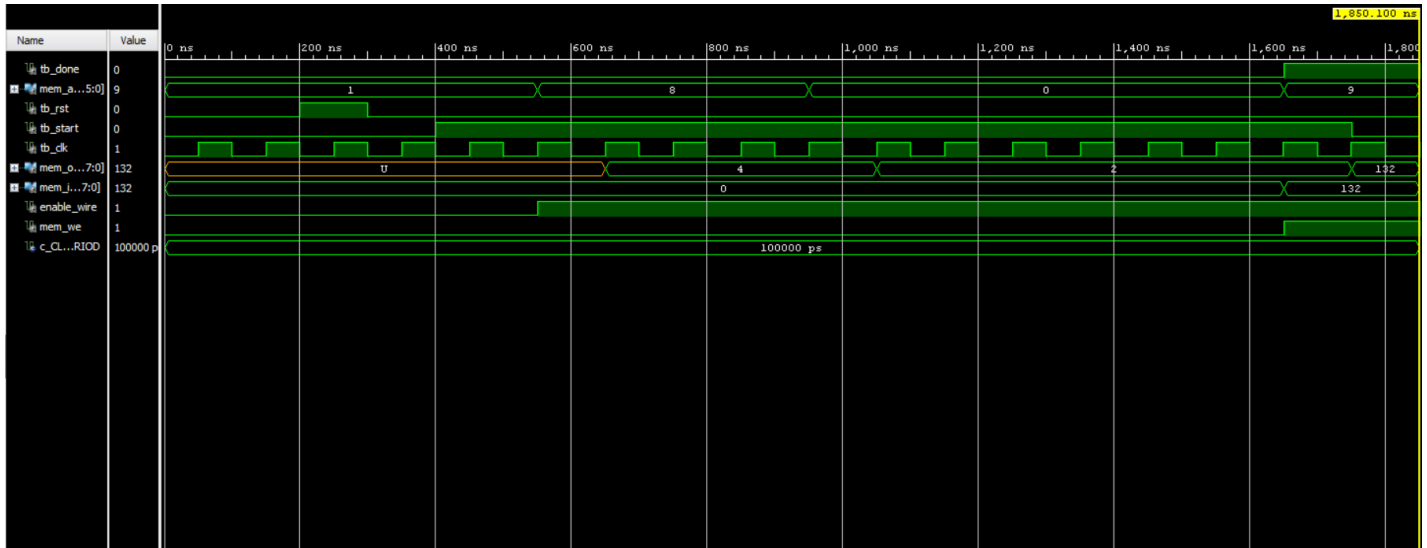 1,850.100 ns
Name Value 0 ns 200 ns 400 ns 600 ns 800 ns 1,000 ns 1,200 ns 1,400 ns 1,600 ns 1,800
tb_done 0
mem_a...5:0] 9 1 8 0 9
tb_rst 0
tb_start 0
tb_clk 1
mem_o...7:0] 132 U 4 2 132
mem_i...7:0] 132 0 132
enable_wire 1
mem_we 1
c_CL...RIOD 100000 p 100000 ps